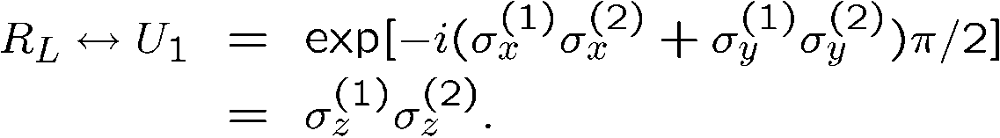 R_L ↔ U_1 = exp[−i(σ_x^{(1)} σ_x^{(2)} + σ_y^{(1)} σ_y^{(2)})π/2]
= σ_z^{(1)} σ_z^{(2)}.